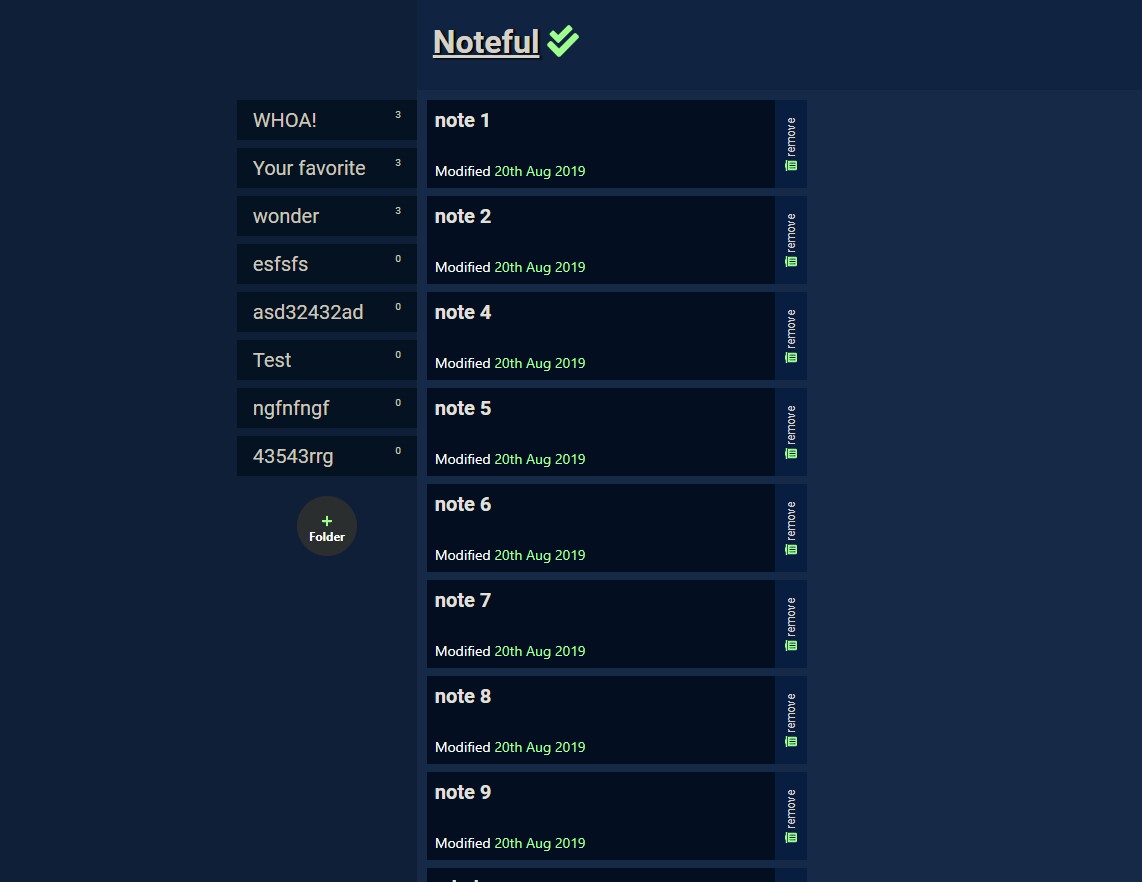 Noteful
WHOA! 3
Your favorite 3
wonder 3
esfsfs 0
asd32432ad 0
Test 0
ngfnfngf 0
43543rrg 0
+
Folder
note 1
Modified 20th Aug 2019
remove
note 2
Modified 20th Aug 2019
remove
note 4
Modified 20th Aug 2019
remove
note 5
Modified 20th Aug 2019
remove
note 6
Modified 20th Aug 2019
remove
note 7
Modified 20th Aug 2019
remove
note 8
Modified 20th Aug 2019
remove
note 9
Modified 20th Aug 2019
remove